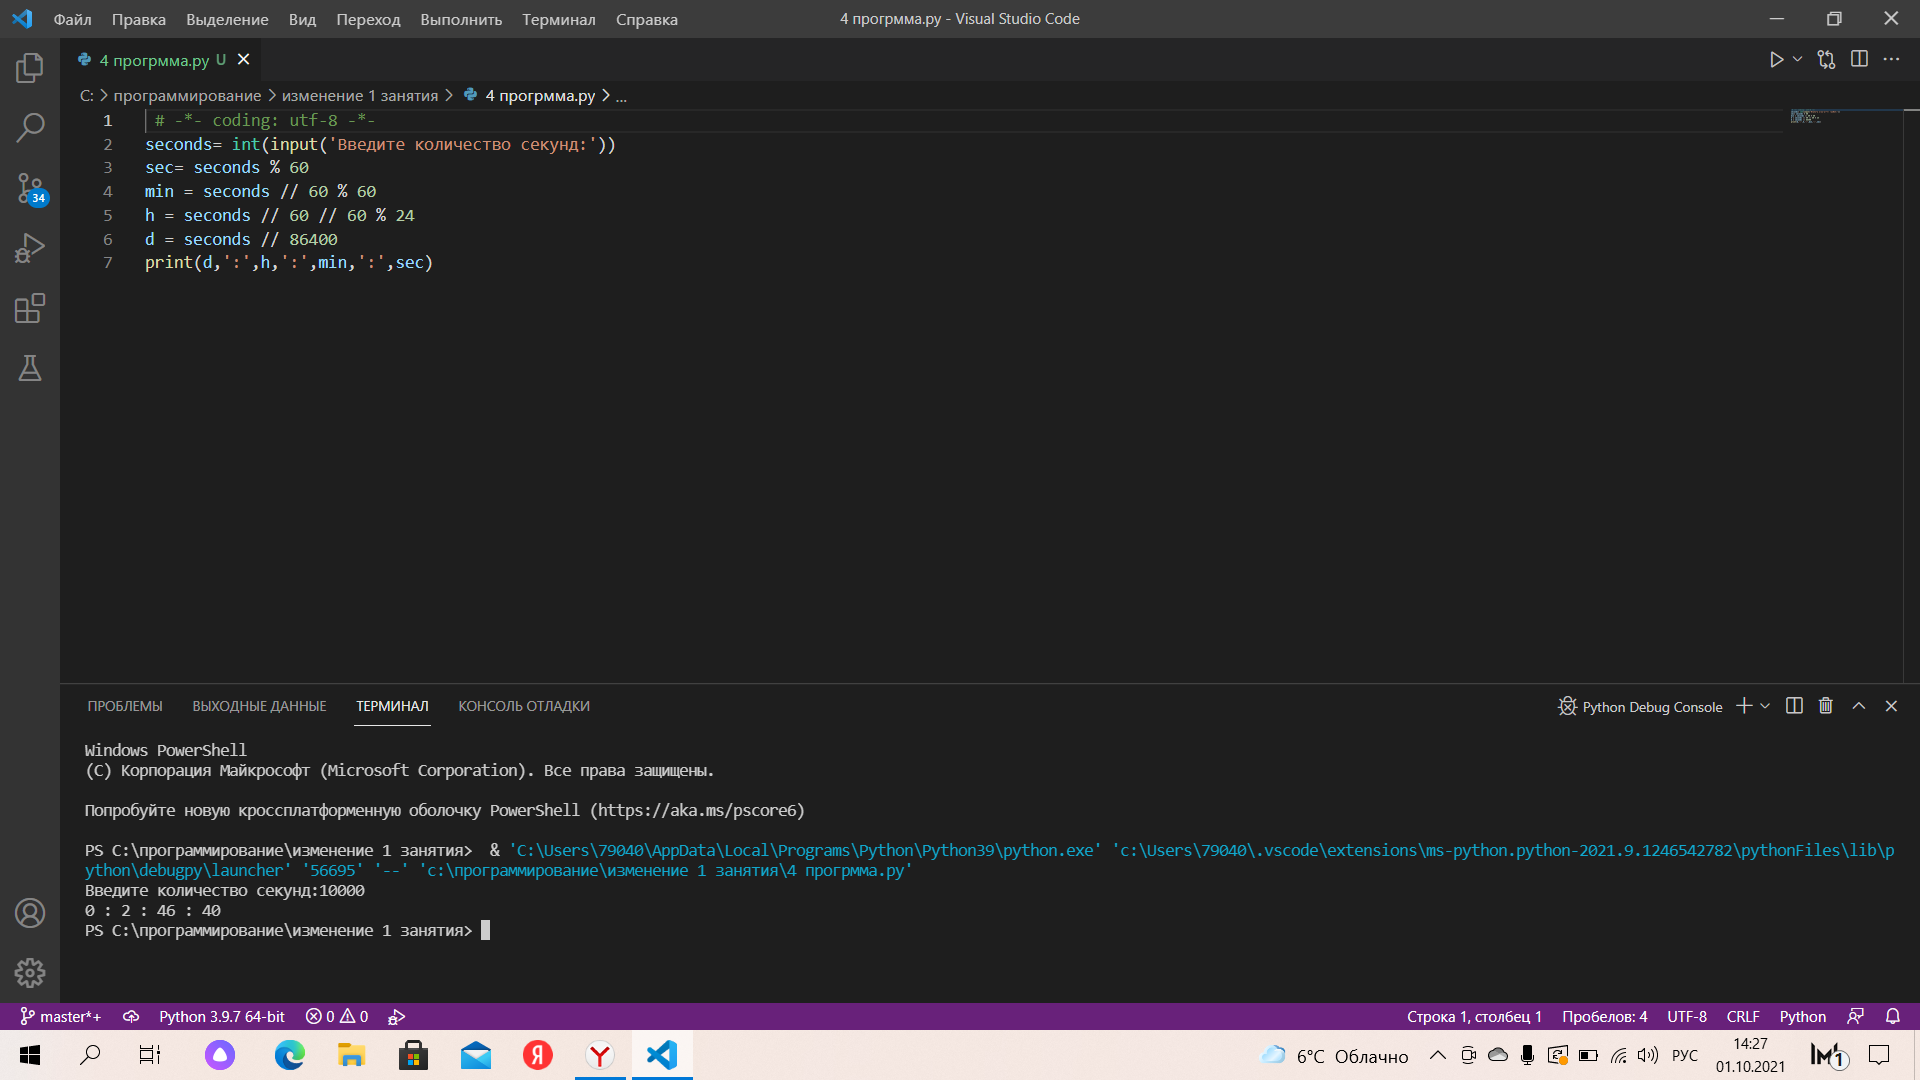 Файл Правка Выделение Вид Переход Выполнить Терминал Справка 4 прогрмма.py - Visual Studio Code
4 прогрмма.py U
C: > программирование > изменение 1 занятия > 4 прогрмма.py > ...
1 # -*- coding: utf-8 -*-
2 seconds= int(input('Введите количество секунд:'))
3 sec= seconds % 60
4 min = seconds // 60 % 60
5 h = seconds // 60 // 60 % 24
6 d = seconds // 86400
7 print(d,':',h,':',min,':',sec)
34
ПРОБЛЕМЫ ВЫХОДНЫЕ ДАННЫЕ ТЕРМИНАЛ КОНСОЛЬ ОТЛАДКИ Python Debug Console
Windows PowerShell
(C) Корпорация Майкрософт (Microsoft Corporation). Все права защищены.
Попробуйте новую кроссплатформенную оболочку PowerShell (https://aka.ms/pscore6)
PS C:\программирование\изменение 1 занятия>  & 'C:\Users\79040\AppData\Local\Programs\Python\Python39\python.exe' 'c:\Users\79040\.vscode\extensions\ms-python.python-2021.9.1246542782\pythonFiles\lib\p
ython\debugpy\launcher' '56695' '--' 'c:\программирование\изменение 1 занятия\4 прогрмма.py'
Введите количество секунд:10000
0 : 2 : 46 : 40
PS C:\программирование\изменение 1 занятия>
master*+ Python 3.9.7 64-bit 0 0 Строка 1, столбец 1 Пробелов: 4 UTF-8 CRLF Python
6°C Облачно РУС 14:27
01.10.2021
1